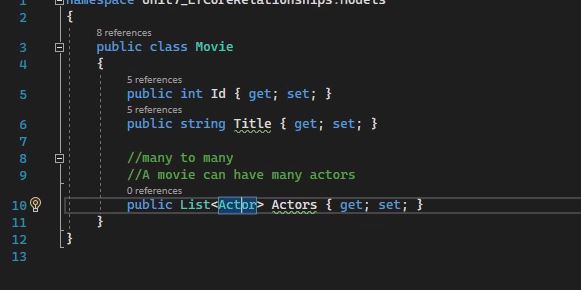 namespace Unit7_EFCoreRelationships.Models
2 {
8 references
3 public class Movie
4 {
5 references
5 public int Id { get; set; }
5 references
6 public string Title { get; set; }
7
8 //many to many
9 //A movie can have many actors
0 references
10 public List<Actor> Actors { get; set; }
11 }
12 }
13